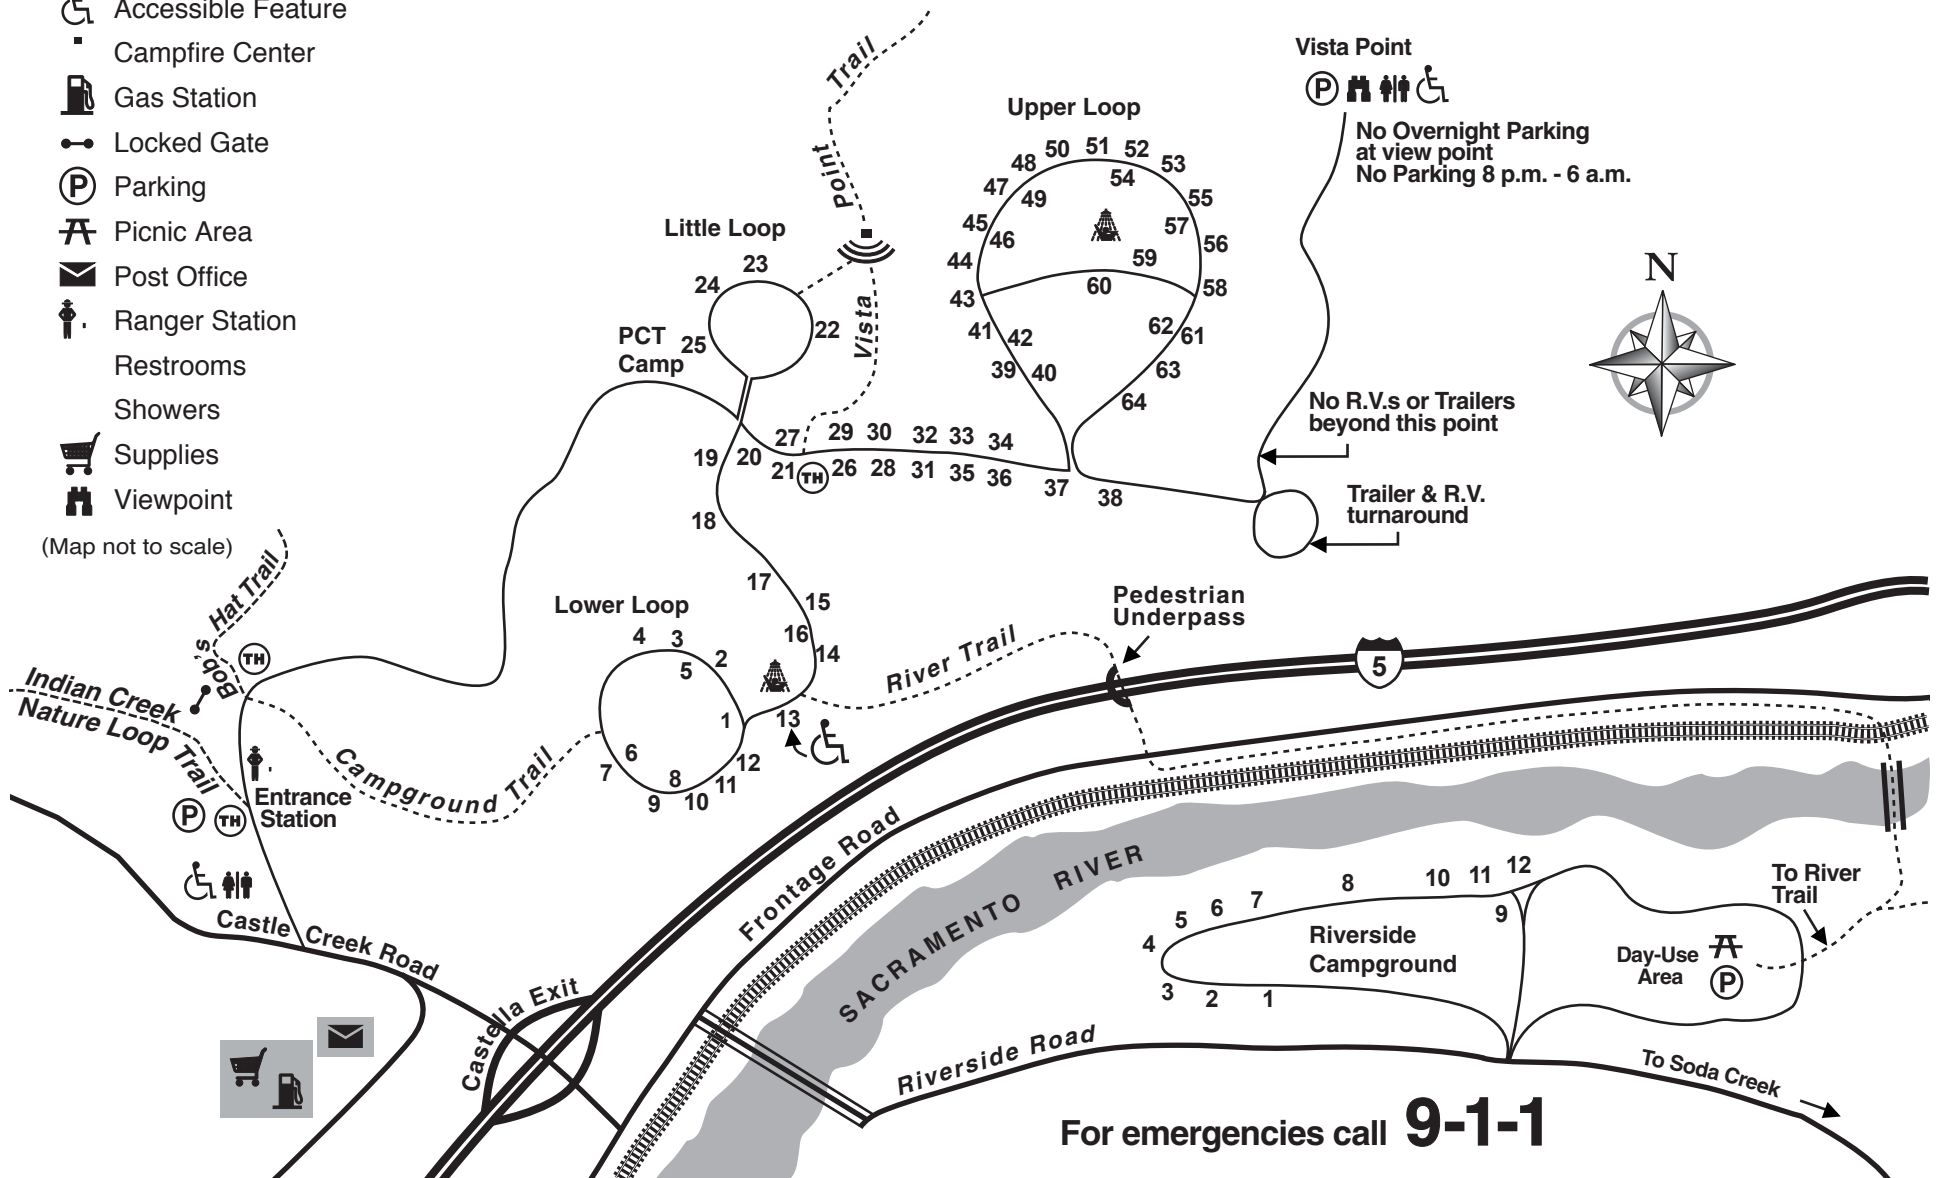 Accessible Feature
Campfire Center
Gas Station
Locked Gate
P Parking
Picnic Area
Post Office
Ranger Station
Restrooms
Showers
Supplies
Viewpoint
(Map not to scale)
Vista Point
P
No Overnight Parking
at view point
No Parking 8 p.m. - 6 a.m.
N
Vista Point Trail
Upper Loop
50 51 52 53
48 54
47 49 55
45 46 57 56
44 59
43 60 58
41 42 62 61
39 40 63
64
Little Loop
23
24
22
25
PCT
Camp
No R.V.s or Trailers
beyond this point
Trailer & R.V.
turnaround
27 29 30 32 33 34
19 20 21 TH 26 28 31 35 36 37 38
18
17
15
16
14
13
Lower Loop
4 3
5 2
1
6
7 8 12
9 10 11
River Trail
Pedestrian
Underpass
5
Bob's Hat Trail
TH
Indian Creek
Nature Loop Trail
Campground Trail
P TH
Entrance
Station
Castle Creek Road
Castella Exit
Frontage Road
SACRAMENTO RIVER
Riverside Road
5 6 7 8 10 11 12
4 9
3 2 1
Riverside
Campground
Day-Use
Area
P
To River
Trail
To Soda Creek
For emergencies call 9-1-1